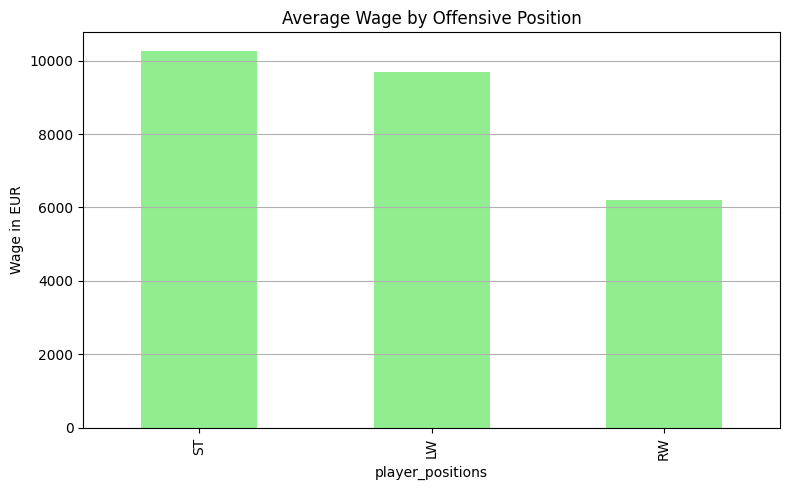 Average Wage by Offensive Position
Wage in EUR
10000
8000
6000
4000
2000
0
ST
LW
RW
player_positions